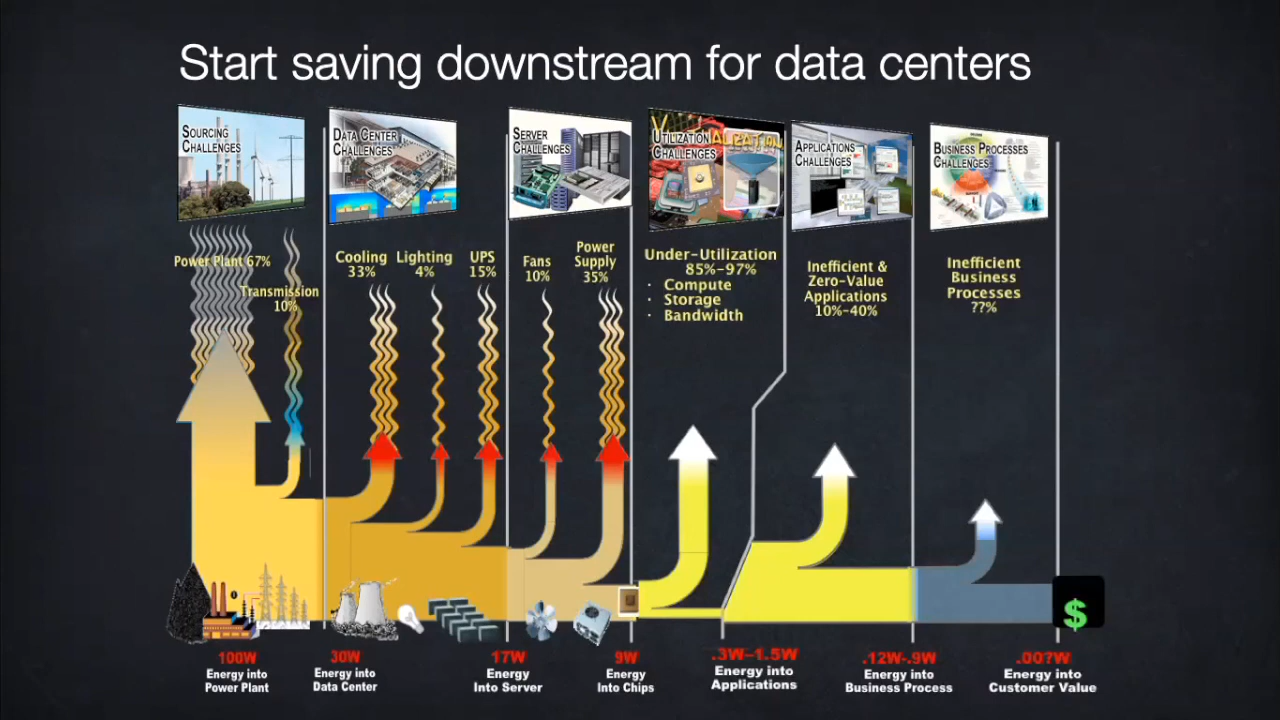 Start saving downstream for data centers
SOURCING
CHALLENGES
DATA CENTER
CHALLENGES
SERVER
CHALLENGES
UTILIZATION
CHALLENGES
APPLICATIONS
CHALLENGES
BUSINESS PROCESSES
CHALLENGES
Power Plant 67%
Transmission
10%
Cooling
33%
Lighting
4%
UPS
15%
Fans
10%
Power
Supply
35%
Under-Utilization
85%-97%
· Compute
· Storage
· Bandwidth
Inefficient &
Zero-Value
Applications
10%-40%
Inefficient
Business
Processes
??%
$
100W
Energy into
Power Plant
30W
Energy into
Data Center
17W
Energy
Into Server
9W
Energy
Into Chips
.3W-1.5W
Energy into
Applications
.12W-.9W
Energy into
Business Process
.00?W
Energy into
Customer Value